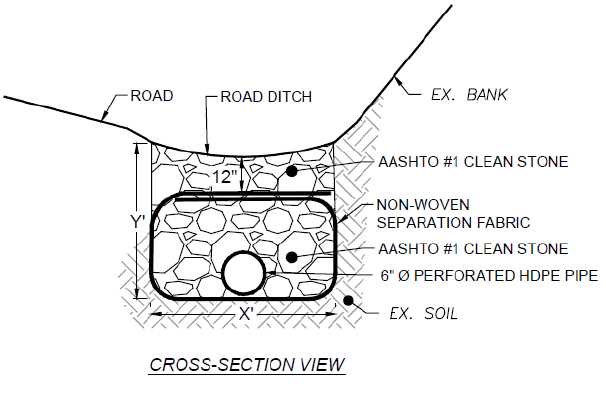 ROAD
ROAD DITCH
EX. BANK
AASHTO #1 CLEAN STONE
12"
NON-WOVEN
SEPARATION FABRIC
Y'
AASHTO #1 CLEAN STONE
6" Ø PERFORATED HDPE PIPE
X'
EX. SOIL
CROSS-SECTION VIEW